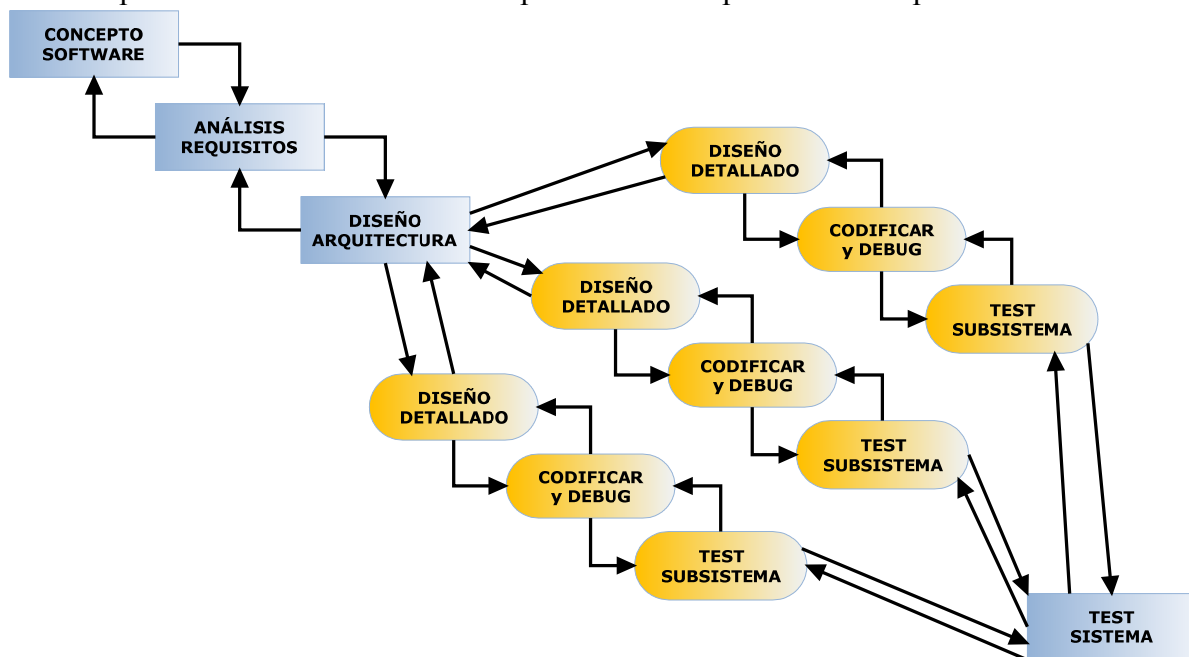 CONCEPTO
SOFTWARE
ANÁLISIS
REQUISITOS
DISEÑO
ARQUITECTURA
DISEÑO
DETALLADO
CODIFICAR
y DEBUG
TEST
SUBSISTEMA
DISEÑO
DETALLADO
CODIFICAR
y DEBUG
TEST
SUBSISTEMA
DISEÑO
DETALLADO
CODIFICAR
y DEBUG
TEST
SUBSISTEMA
TEST
SISTEMA